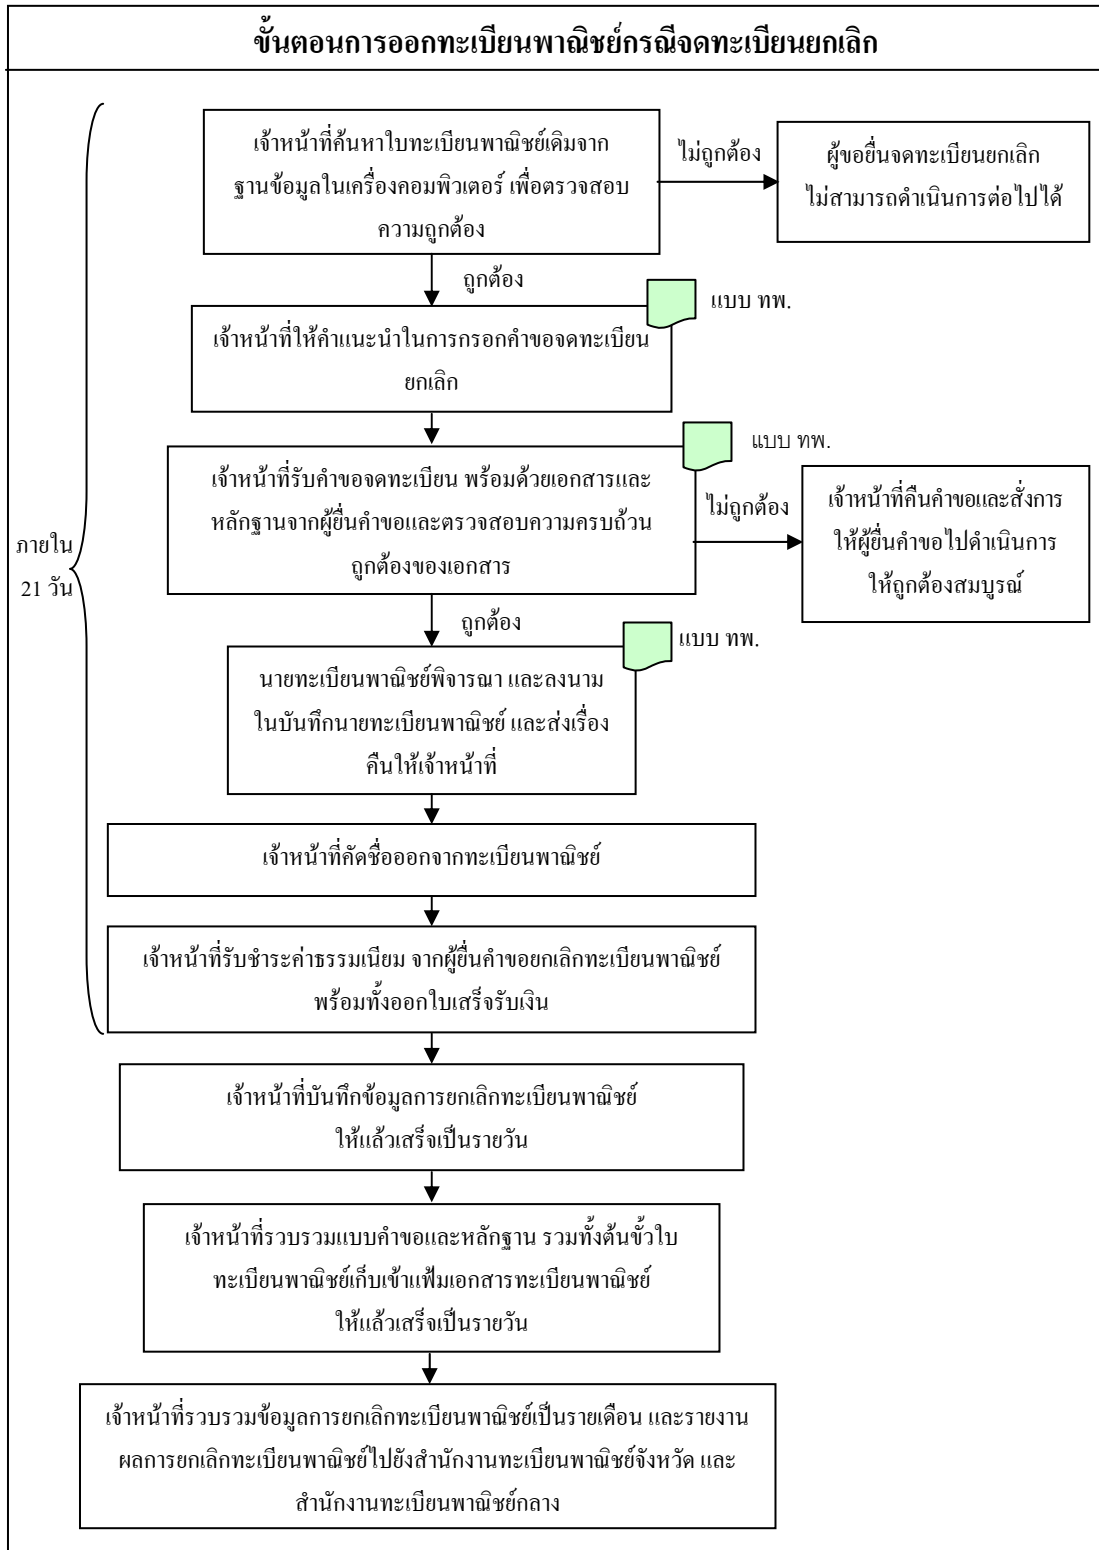 ขั้นตอนการออกทะเบียนพาณิชย์กรณีจดทะเบียนยกเลิก
เจ้าหน้าที่ค้นหาใบทะเบียนพาณิชย์เดิมจาก
ฐานข้อมูลในเครื่องคอมพิวเตอร์ เพื่อตรวจสอบ
ความถูกต้อง
ไม่ถูกต้อง
ผู้ขอยื่นจดทะเบียนยกเลิก
ไม่สามารถดำเนินการต่อไปได้
ถูกต้อง
แบบ ทพ.
เจ้าหน้าที่ให้คำแนะนำในการกรอกคำขอจดทะเบียน
ยกเลิก
แบบ ทพ.
เจ้าหน้าที่รับคำขอจดทะเบียน พร้อมด้วยเอกสารและ
หลักฐานจากผู้ยื่นคำขอและตรวจสอบความครบถ้วน
ถูกต้องของเอกสาร
ไม่ถูกต้อง
เจ้าหน้าที่คืนคำขอและสั่งการ
ให้ผู้ยื่นคำขอไปดำเนินการ
ให้ถูกต้องสมบูรณ์
ภายใน
21 วัน
ถูกต้อง
แบบ ทพ.
นายทะเบียนพาณิชย์พิจารณา และลงนาม
ในบันทึกนายทะเบียนพาณิชย์ และส่งเรื่อง
คืนให้เจ้าหน้าที่
เจ้าหน้าที่คัดชื่อออกจากทะเบียนพาณิชย์
เจ้าหน้าที่รับชำระค่าธรรมเนียม จากผู้ยื่นคำขอยกเลิกทะเบียนพาณิชย์
พร้อมทั้งออกใบเสร็จรับเงิน
เจ้าหน้าที่บันทึกข้อมูลการยกเลิกทะเบียนพาณิชย์
ให้แล้วเสร็จเป็นรายวัน
เจ้าหน้าที่รวบรวมแบบคำขอและหลักฐาน รวมทั้งต้นขั้วใบ
ทะเบียนพาณิชย์เก็บเข้าแฟ้มเอกสารทะเบียนพาณิชย์
ให้แล้วเสร็จเป็นรายวัน
เจ้าหน้าที่รวบรวมข้อมูลการยกเลิกทะเบียนพาณิชย์เป็นรายเดือน และรายงาน
ผลการยกเลิกทะเบียนพาณิชย์ไปยังสำนักงานทะเบียนพาณิชย์จังหวัด และ
สำนักงานทะเบียนพาณิชย์กลาง